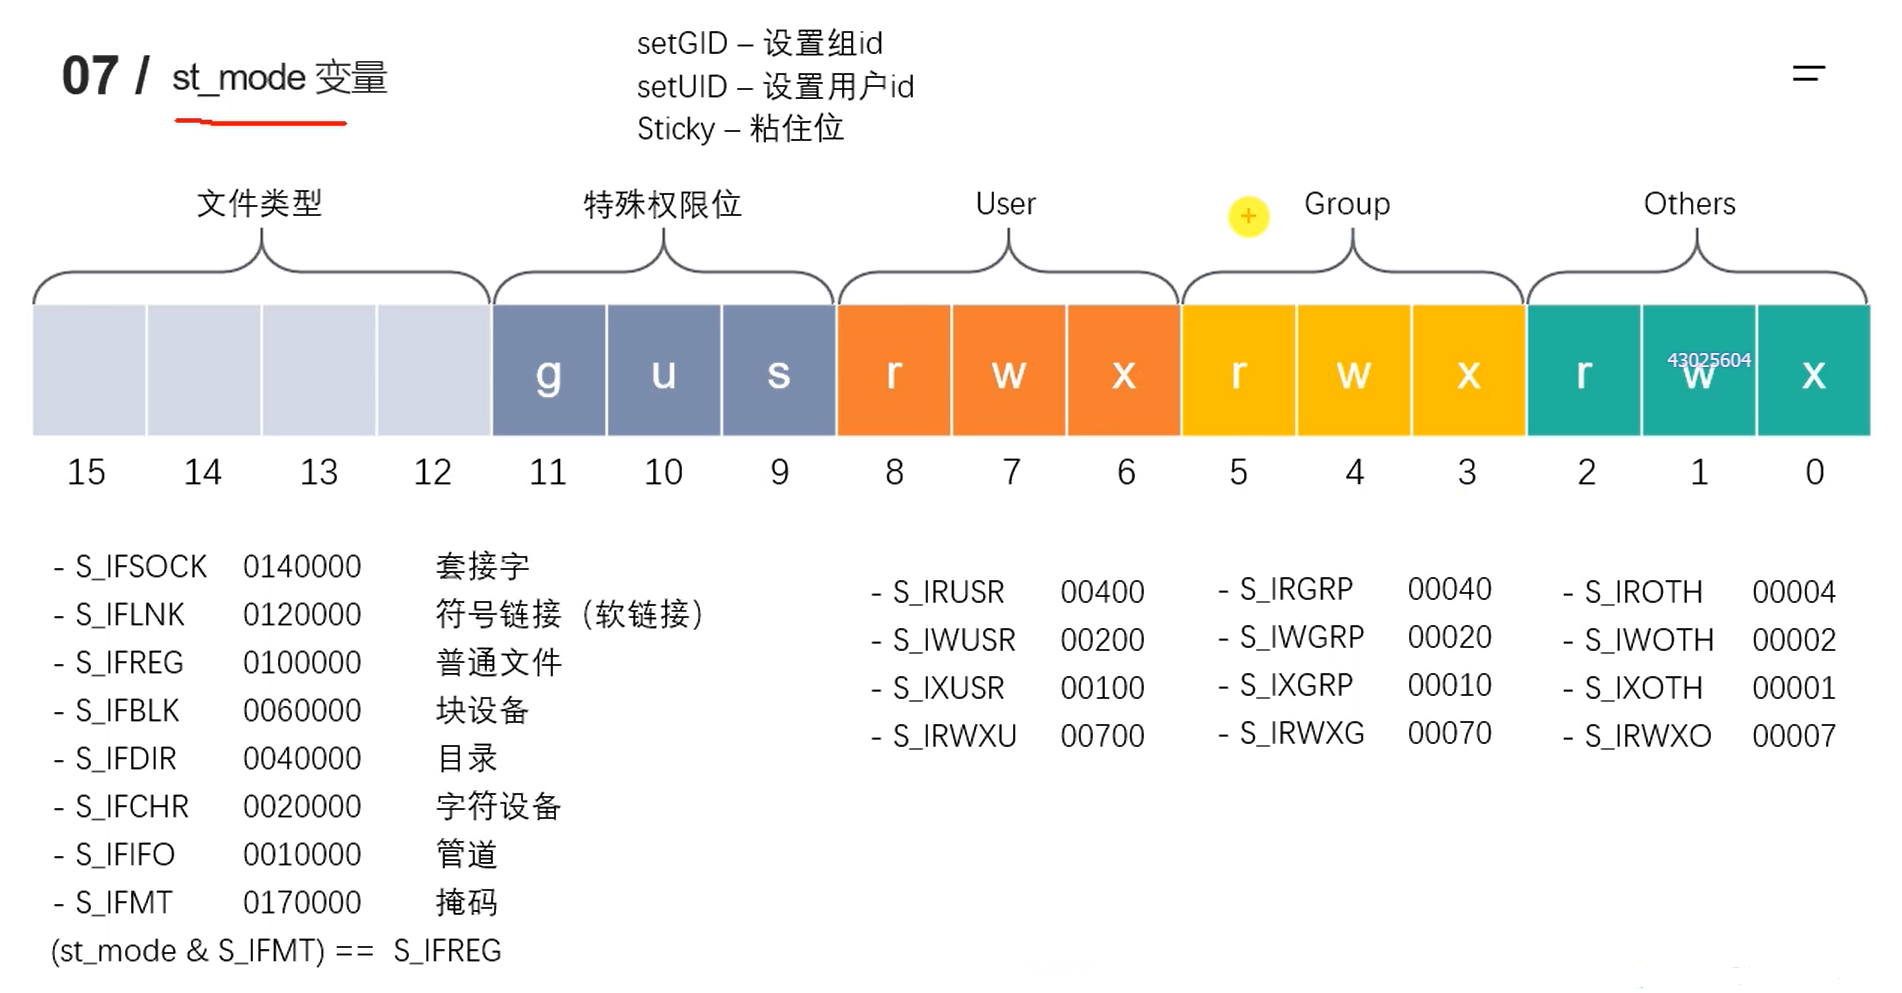 07 / st_mode 变量
setGID – 设置组id
setUID – 设置用户id
Sticky – 粘住位
文件类型 特殊权限位 User Group Others
g u s r w x r w x r w x
43025604
15 14 13 12 11 10 9 8 7 6 5 4 3 2 1 0
- S_IFSOCK 0140000 套接字
- S_IFLNK 0120000 符号链接（软链接）
- S_IFREG 0100000 普通文件
- S_IFBLK 0060000 块设备
- S_IFDIR 0040000 目录
- S_IFCHR 0020000 字符设备
- S_IFIFO 0010000 管道
- S_IFMT 0170000 掩码
(st_mode & S_IFMT) == S_IFREG
- S_IRUSR 00400
- S_IWUSR 00200
- S_IXUSR 00100
- S_IRWXU 00700
- S_IRGRP 00040
- S_IWGRP 00020
- S_IXGRP 00010
- S_IRWXG 00070
- S_IROTH 00004
- S_IWOTH 00002
- S_IXOTH 00001
- S_IRWXO 00007